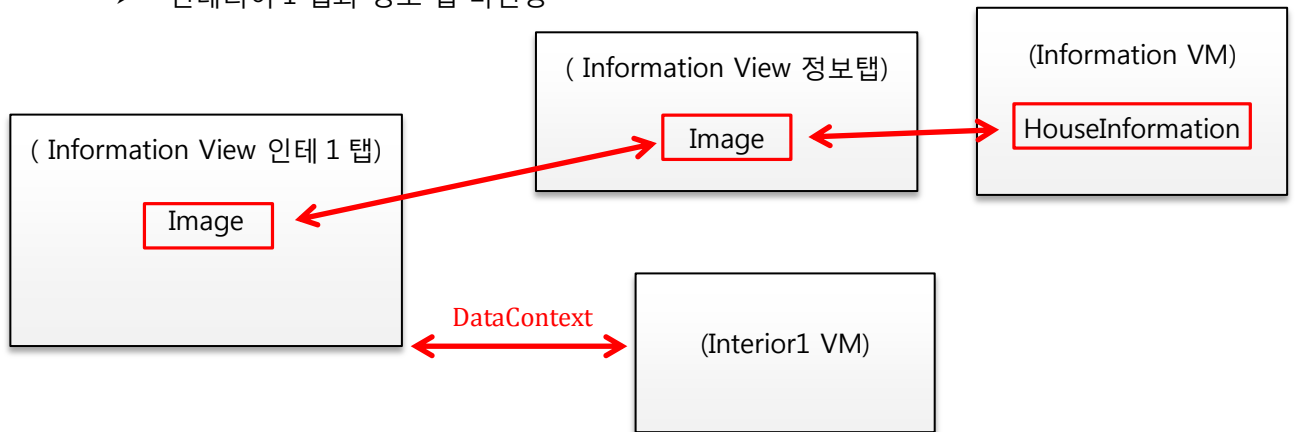 (Information VM)
( Information View 정보탭)
HouseInformation
Image
( Information View 인테 1 탭)
Image
DataContext
(Interior1 VM)